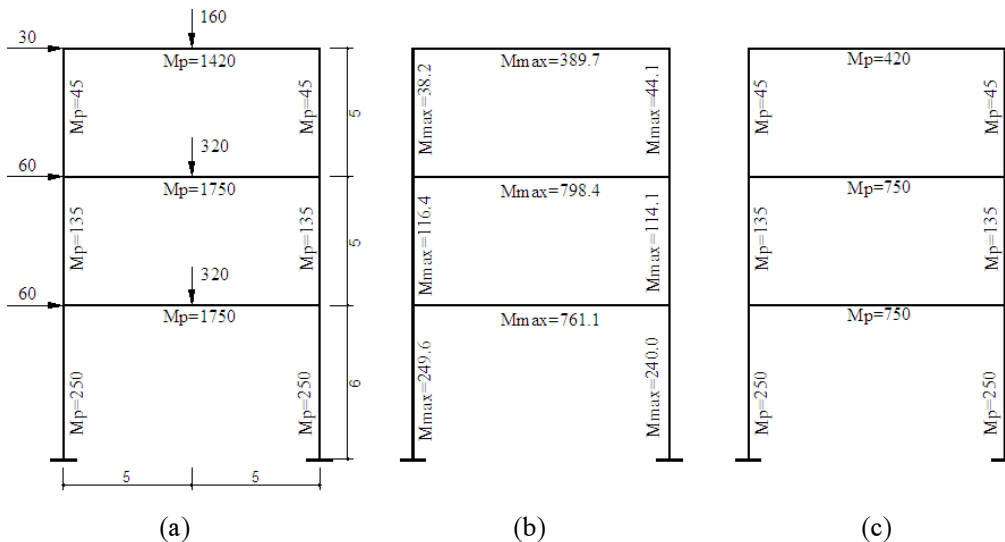 160
30
Mp=1420
Mp=45
Mp=45
5
320
60
Mp=1750
Mp=135
Mp=135
5
320
60
Mp=1750
Mp=250
Mp=250
6
5
5
(a)
Mmax=389.7
Mmax=38.2
Mmax=44.1
Mmax=798.4
Mmax=116.4
Mmax=114.1
Mmax=761.1
Mmax=249.6
Mmax=240.0
(b)
Mp=420
Mp=45
Mp=45
Mp=750
Mp=135
Mp=135
Mp=750
Mp=250
Mp=250
(c)